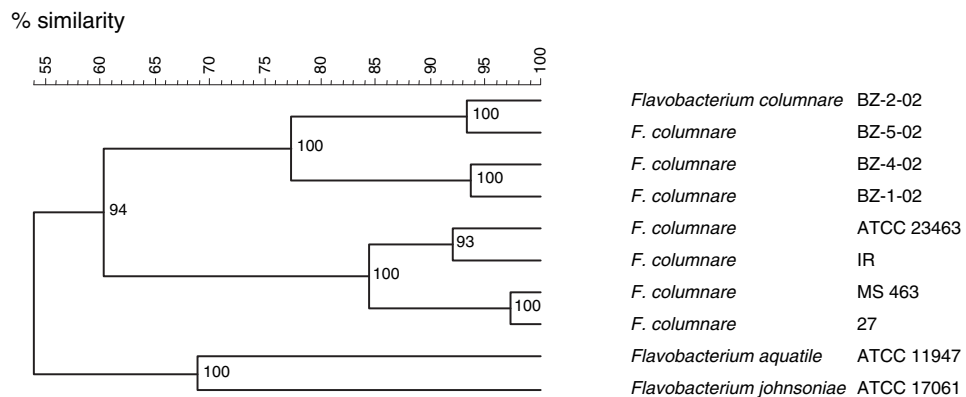 % similarity
55 60 65 70 75 80 85 90 95 100
Flavobacterium columnare BZ-2-02
100
F. columnare BZ-5-02
100
F. columnare BZ-4-02
100
F. columnare BZ-1-02
94
F. columnare ATCC 23463
93
F. columnare IR
100
F. columnare MS 463
100
F. columnare 27
Flavobacterium aquatile ATCC 11947
100
Flavobacterium johnsoniae ATCC 17061